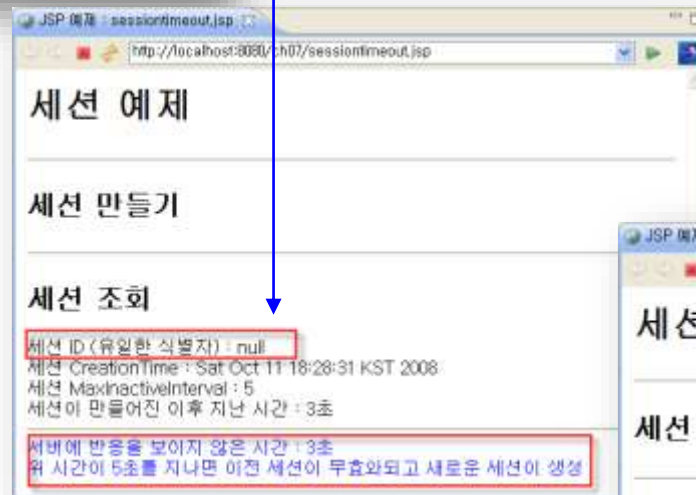 JSP 예제 : sessiontimeout.jsp
http://localhost:8080/ch07/sessiontimeout.jsp
세션 예제
세션 만들기
세션 조회
세션 ID (유일한 식별자) : null
세션 CreationTime : Sat Oct 11 18:28:31 KST 2008
세션 MaxInactiveInterval : 5
세션이 만들어진 이후 지난 시간 : 3초
서버에 반응을 보이지 않은 시간 : 3초
위 시간이 5초를 지나면 이전 세션이 무효화되고 새로운 세션이 생성
JSP
세션